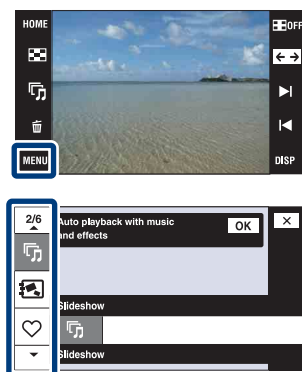 HOME
OFF
MENU
DISP
2/6
Auto playback with music
and effects
OK
Slideshow
Slideshow